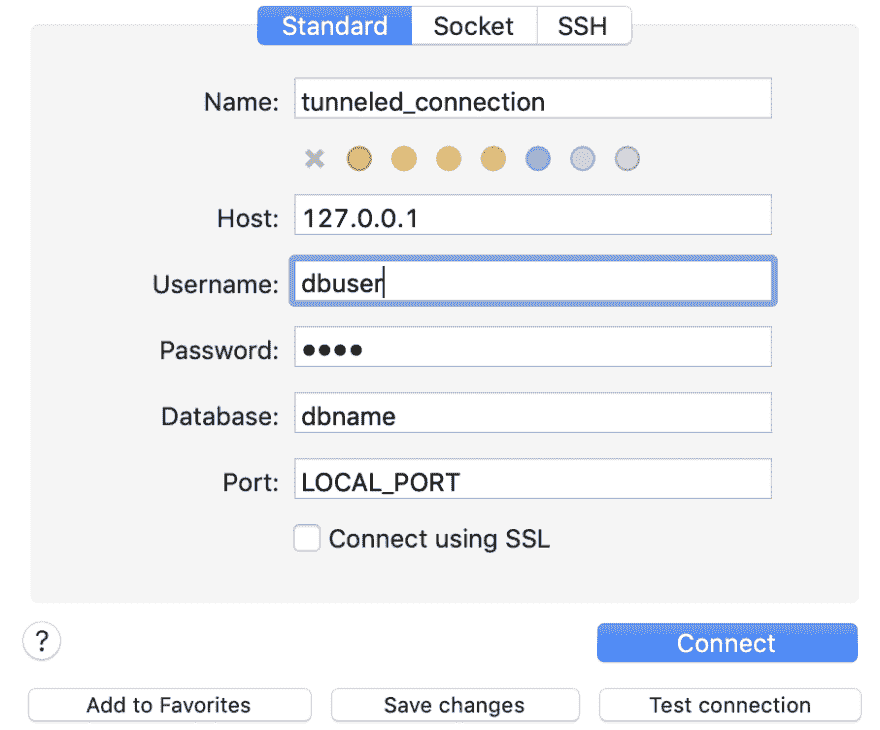 Standard Socket SSH
Name: tunneled_connection
Host: 127.0.0.1
Username: dbuser
Password: ••••
Database: dbname
Port: LOCAL_PORT
Connect using SSL
? Connect
Add to Favorites Save changes Test connection